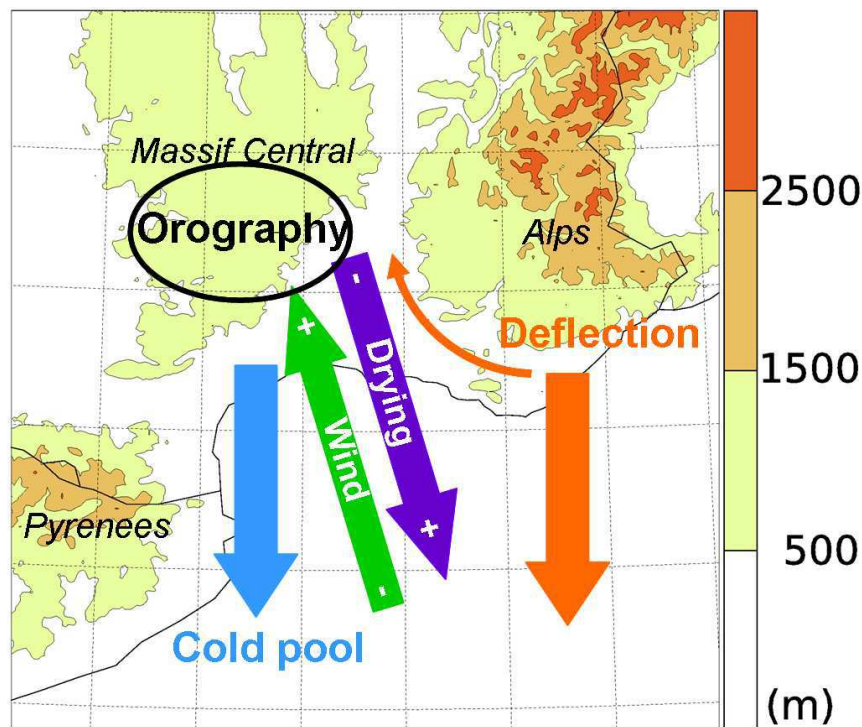 Massif Central
Orography
Alps
2500
-
Deflection
+
Drying
1500
Wind
+
Pyrenees
500
-
Cold pool
(m)